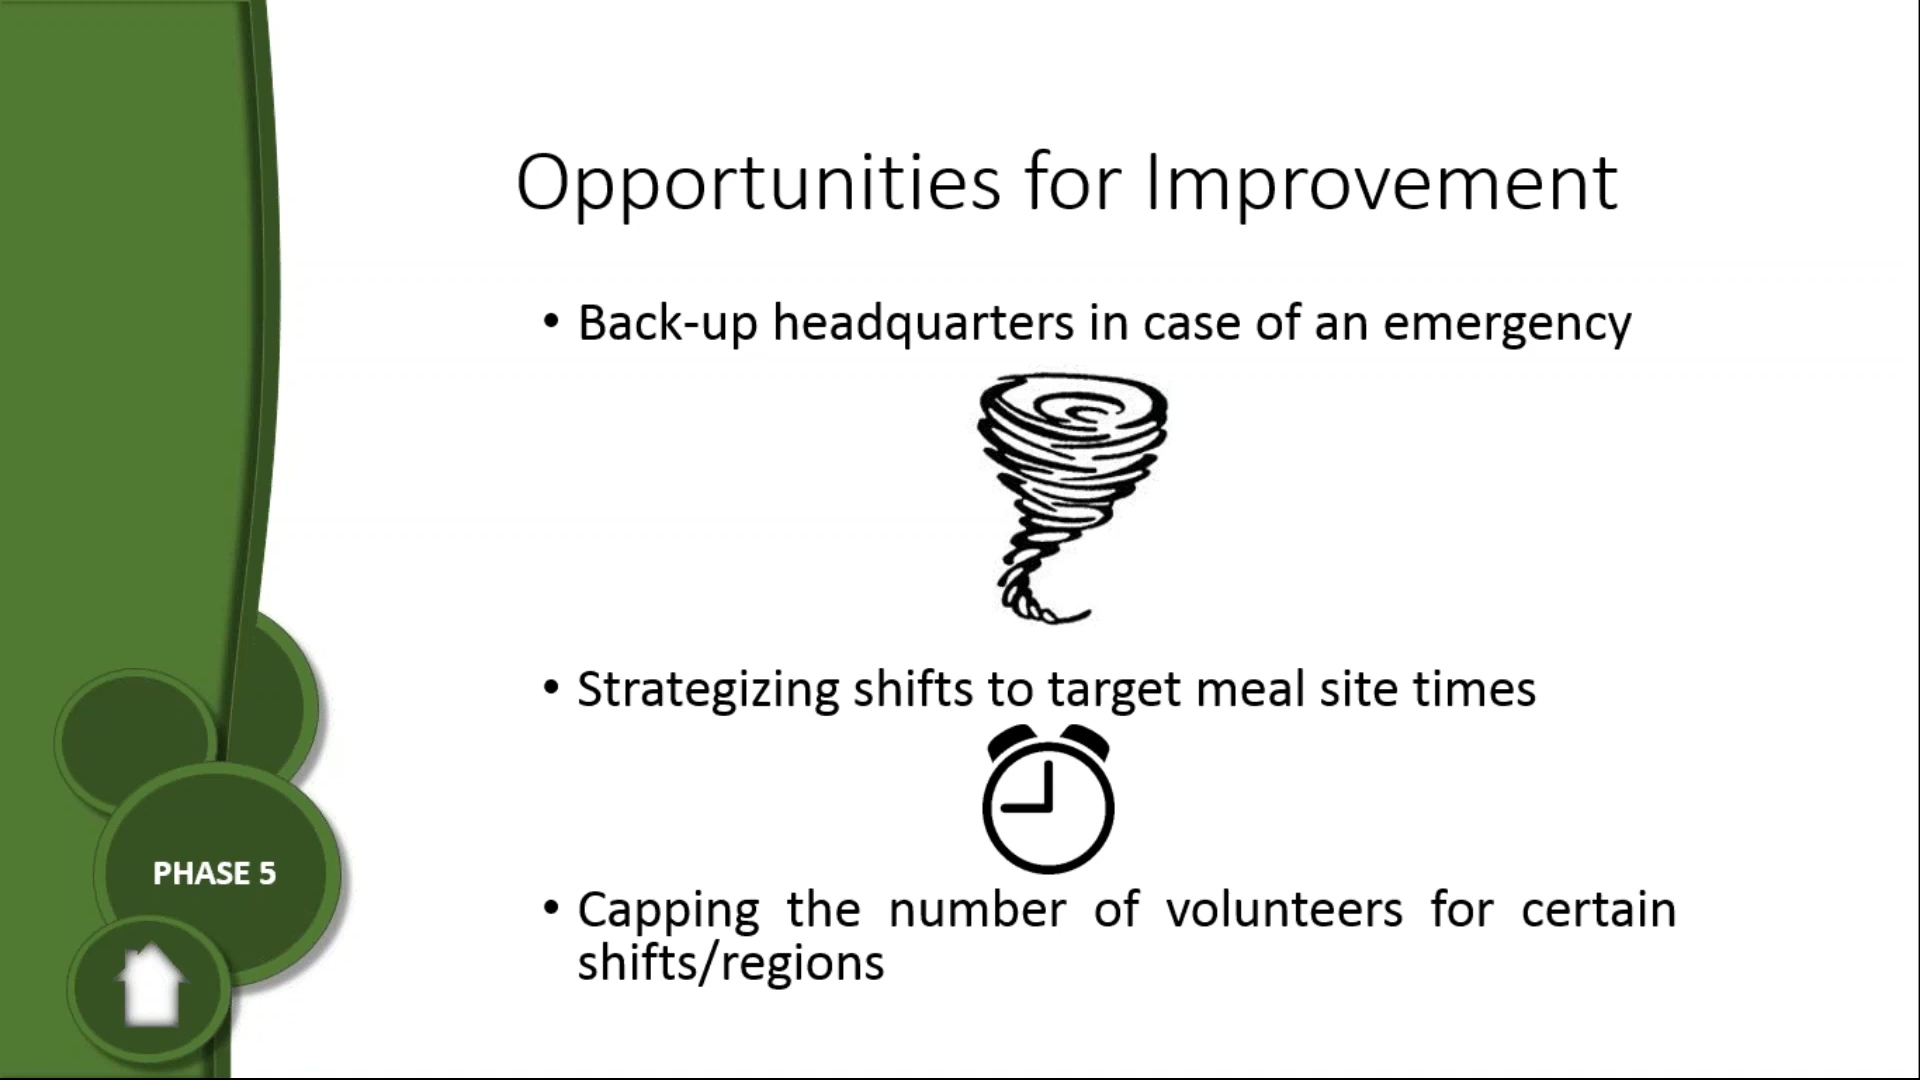 Opportunities for Improvement
• Back-up headquarters in case of an emergency
• Strategizing shifts to target meal site times
• Capping the number of volunteers for certain
shifts/regions
PHASE 5